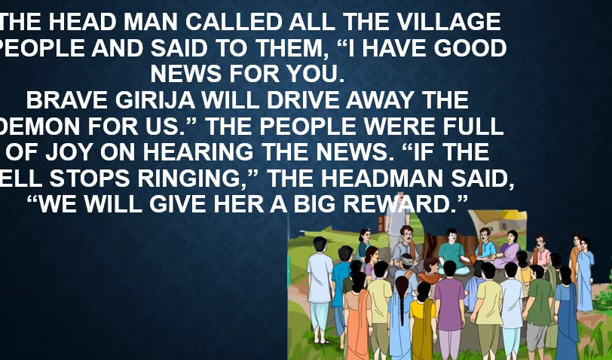 THE HEAD MAN CALLED ALL THE VILLAGE
PEOPLE AND SAID TO THEM, “I HAVE GOOD
NEWS FOR YOU.
BRAVE GIRIJA WILL DRIVE AWAY THE
DEMON FOR US.” THE PEOPLE WERE FULL
OF JOY ON HEARING THE NEWS. “IF THE
ELL STOPS RINGING,” THE HEADMAN SAID,
“WE WILL GIVE HER A BIG REWARD.”